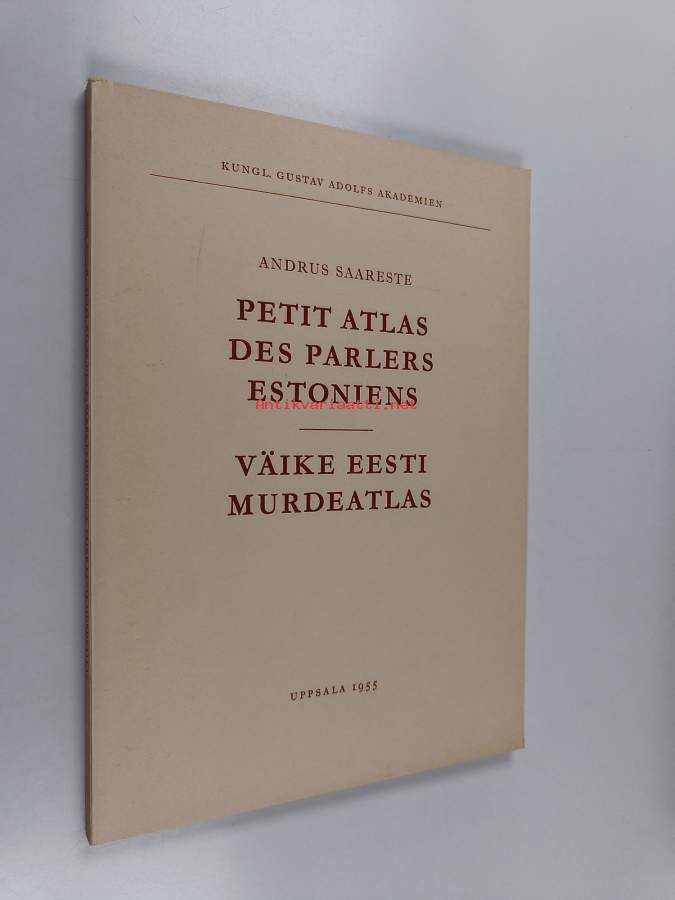 KUNGL. GUSTAV ADOLFS AKADEMIEN
ANDRUS SAARESTE
PETIT ATLAS
DES PARLERS
ESTONIENS
Antikvariaatti.net
VÄIKE EESTI
MURDEATLAS
UPPSALA 1955